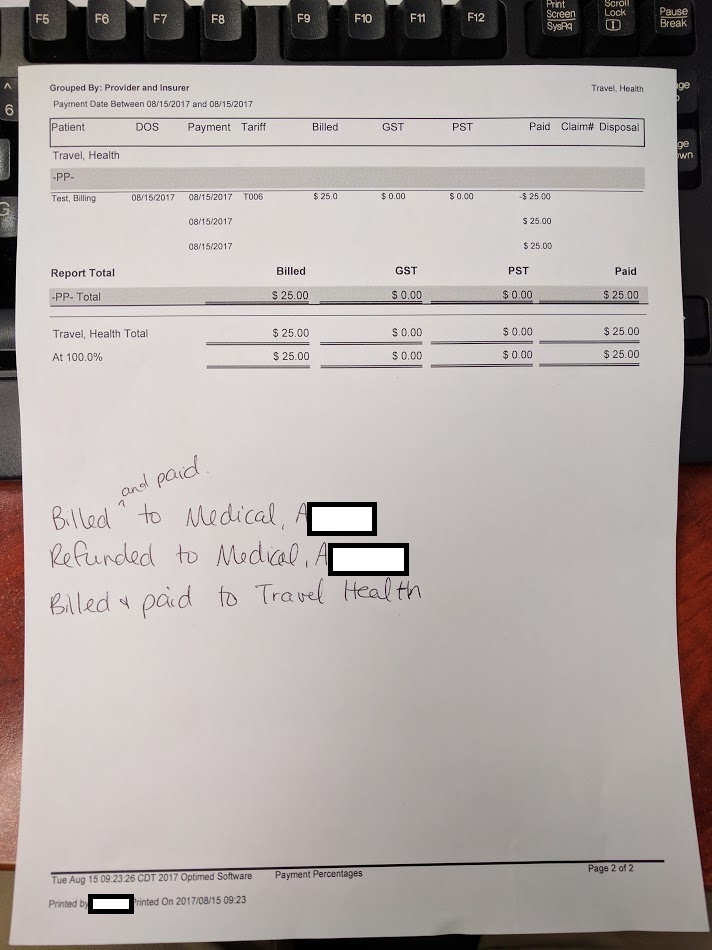 F5 F6 F7 F8 F9 F10 F11 F12 Print Screen SysRq Scroll Lock Pause Break
^ 6
G
Grouped By: Provider and Insurer Travel, Health
Payment Date Between 08/15/2017 and 08/15/2017
Patient DOS Payment Tariff Billed GST PST Paid Claim# Disposal
Travel, Health
-PP-
Test, Billing 08/15/2017 08/15/2017 T006 $ 25.0 $ 0.00 $ 0.00 -$ 25.00
08/15/2017 $ 25.00
08/15/2017 $ 25.00
Report Total Billed GST PST Paid
-PP- Total $ 25.00 $ 0.00 $ 0.00 $ 25.00
Travel, Health Total $ 25.00 $ 0.00 $ 0.00 $ 25.00
At 100.0% $ 25.00 $ 0.00 $ 0.00 $ 25.00
and paid.
Billed ^ to Medical, A
Refunded to Medical, A
Billed & paid to Travel Health
Tue Aug 15 09:23:26 CDT 2017 Optimed Software Payment Percentages Page 2 of 2
Printed by Printed On 2017/08/15 09:23